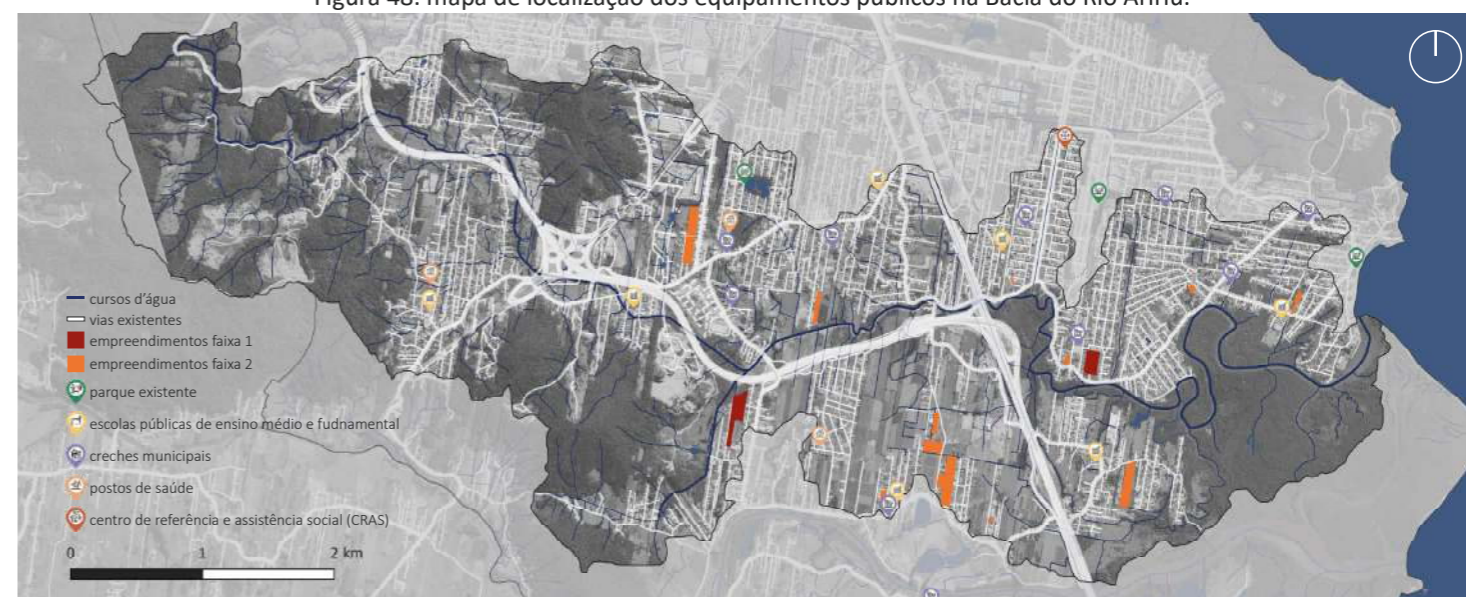 Figura 48: mapa de localização dos equipamentos públicos na Bacia do Rio Aririú.
cursos d'água
vias existentes
empreendimentos faixa 1
empreendimentos faixa 2
parque existente
escolas públicas de ensino médio e fudnamental
creches municipais
postos de saúde
centro de referência e assistência social (CRAS)
0 1 2 km